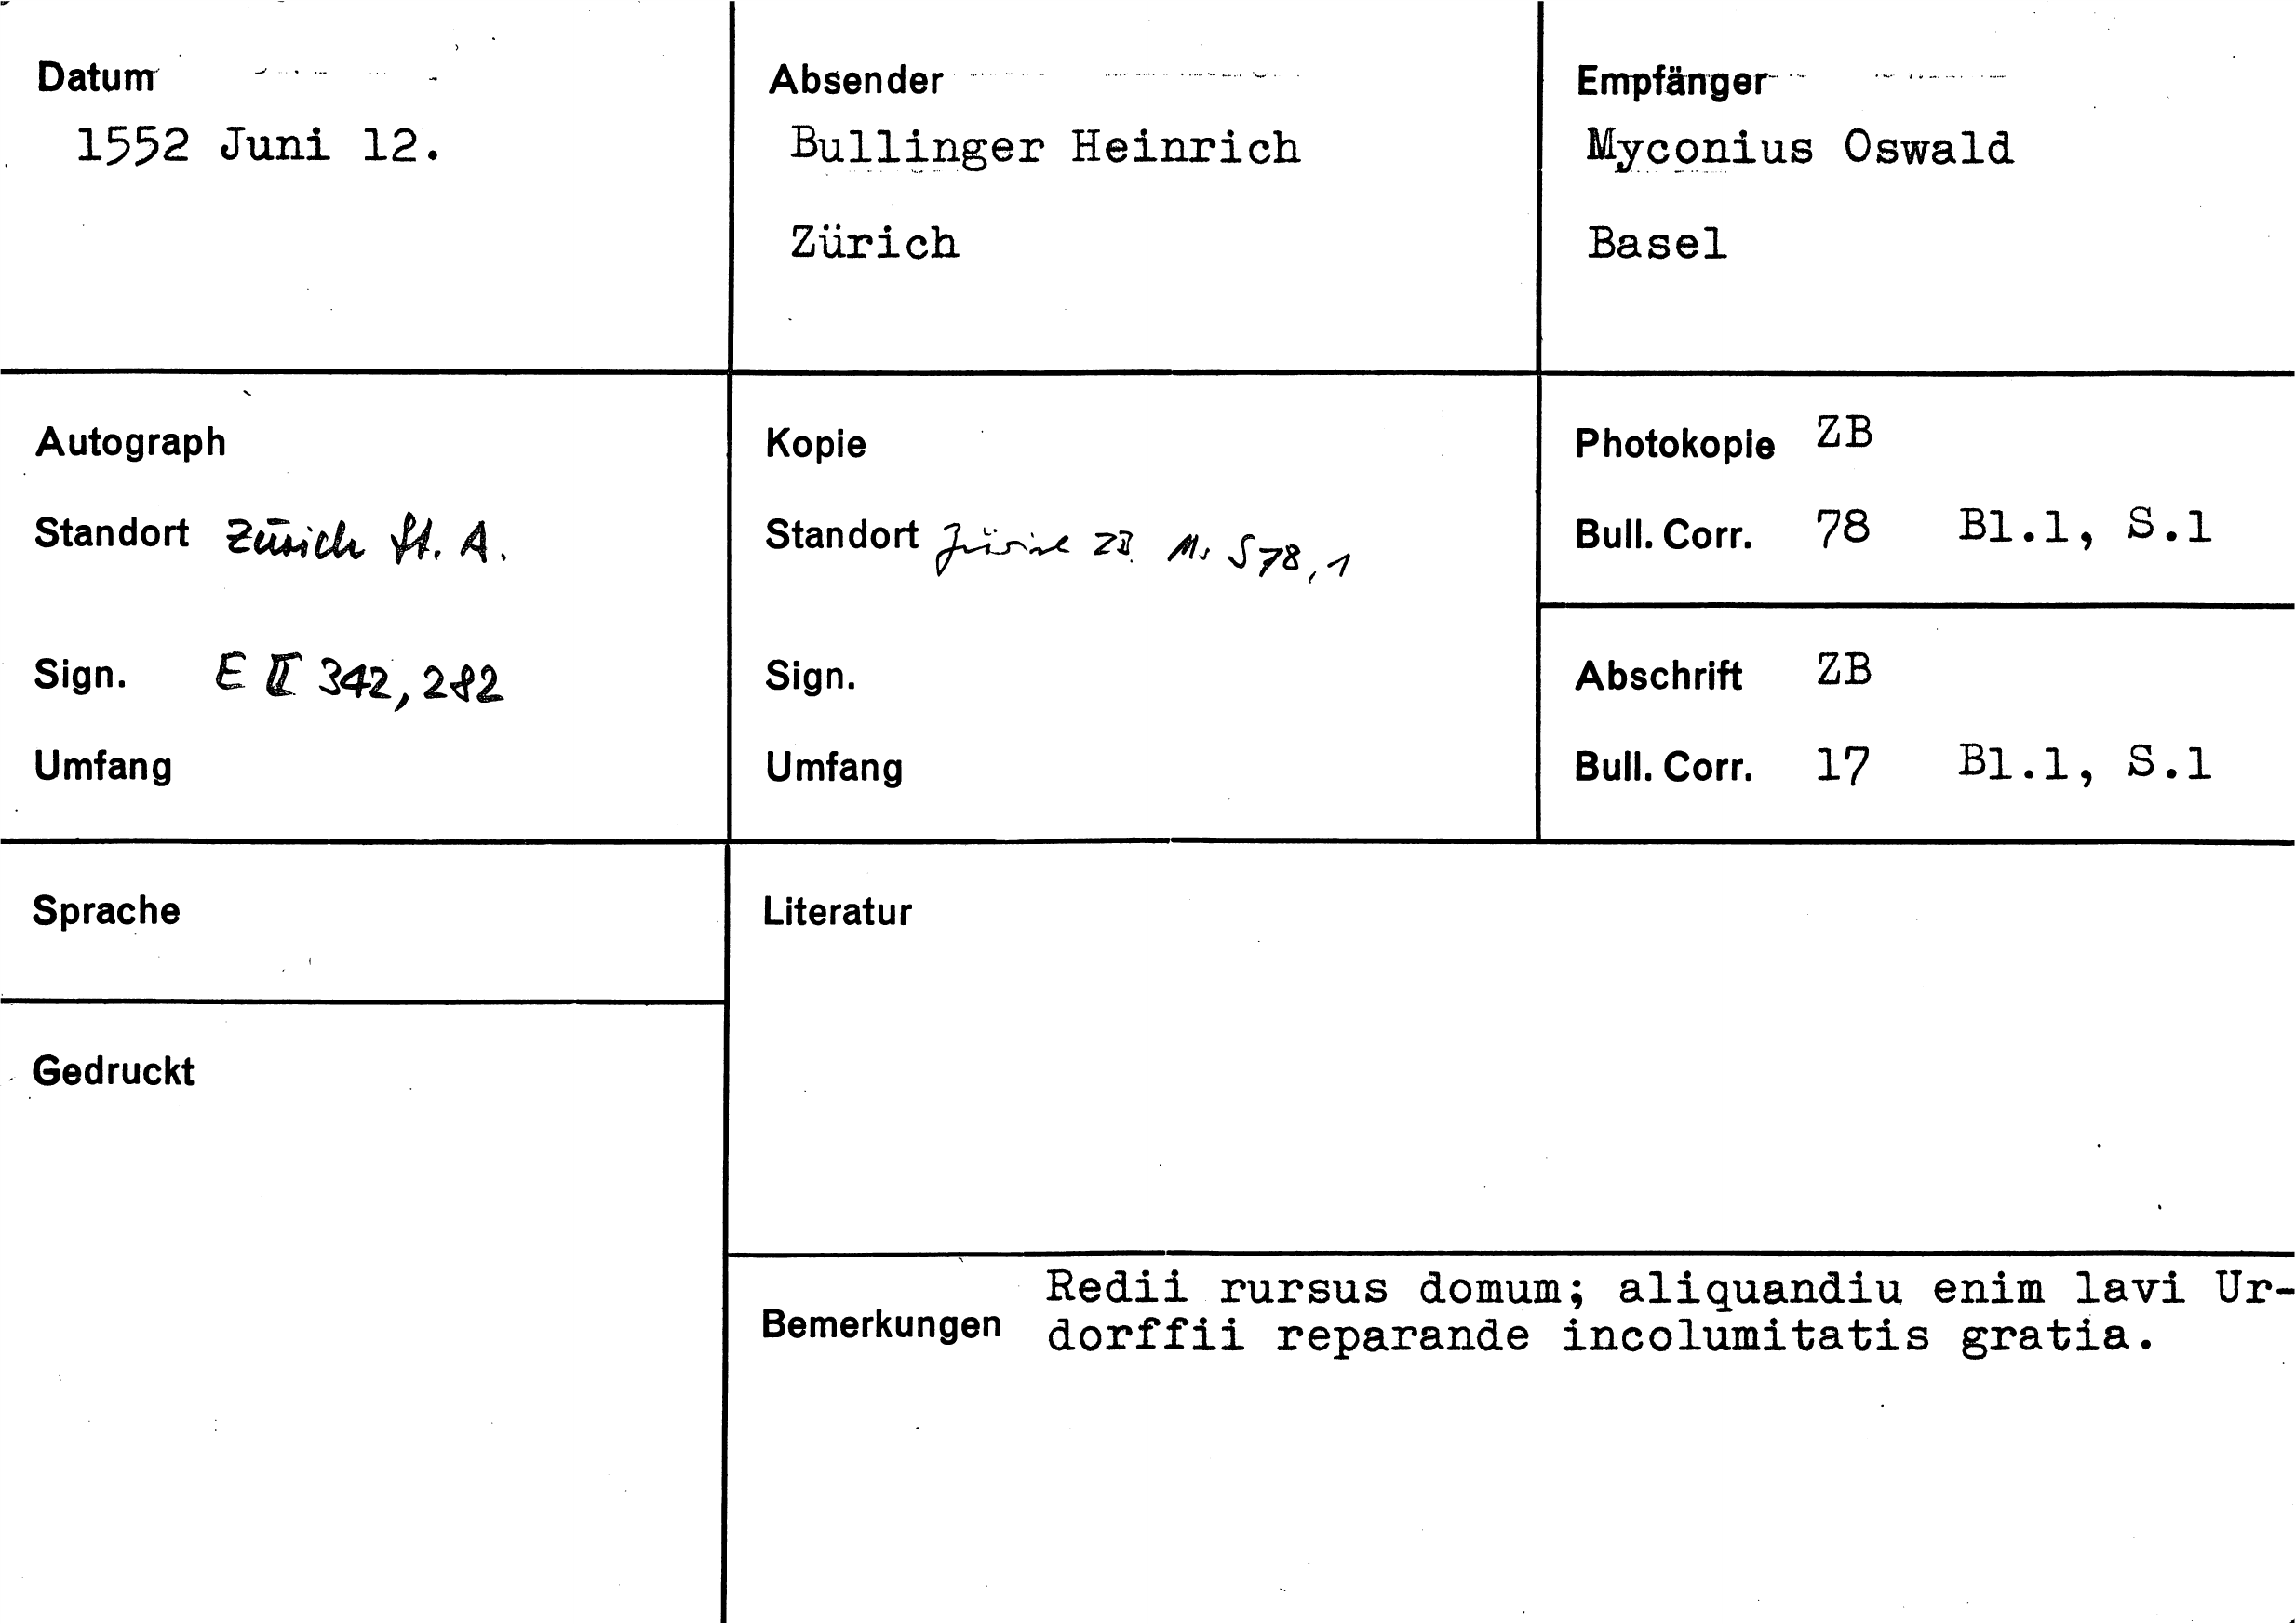 Datum
1552 Juni 12.
Absender
Bullinger Heinrich
Zürich
Empfänger
Myconius Oswald
Basel
Autograph
Standort Zürich St. A.
Sign. E II 342, 282
Umfang
Kopie
Standort Zürich ZB Ms S 78, 1
Sign.
Umfang
Photokopie ZB
Bull. Corr. 78 Bl.1, S.1
Abschrift ZB
Bull. Corr. 17 Bl.1, S.1
Sprache
Gedruckt
Literatur
Bemerkungen
Redii rursus domum; aliquandiu enim lavi Ur-
dorffii reparande incolumitatis gratia.